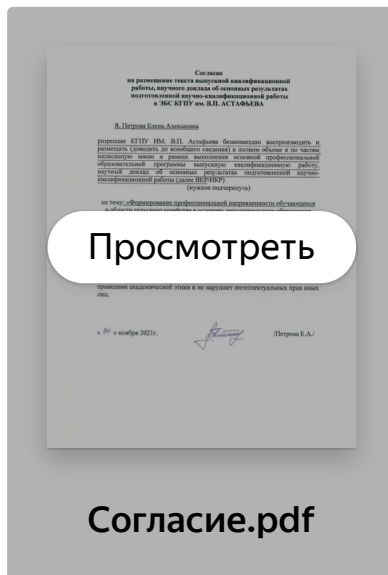 Согласие
на размещение текста выпускной квалификационной
работы, научного доклада об основных результатах
подготовленной научно-квалификационной работы
в ЭБС КГПУ им. В.П. АСТАФЬЕВА
Я, Петрова Елена Алексеевна
разрешаю КГПУ ИМ. В.П. Астафьева безвозмездно воспроизводить и
размещать (доводить до всеобщего сведения) в полном объеме и по частям
написанную мною в рамках выполнения основной профессиональной
образовательной программы выпускную квалификационную работу,
научный доклад об основных результатах подготовленной научно-
квалификационной работы (далее ВКР/НКР)
(нужное подчеркнуть)
на тему: «Формирование профессиональной направленности обучающихся
Просмотреть
правилами академической этики и не нарушает интеллектуальных прав иных
лиц.
« 30 » ноября 2021г. /Петрова Е.А./
Согласие.pdf